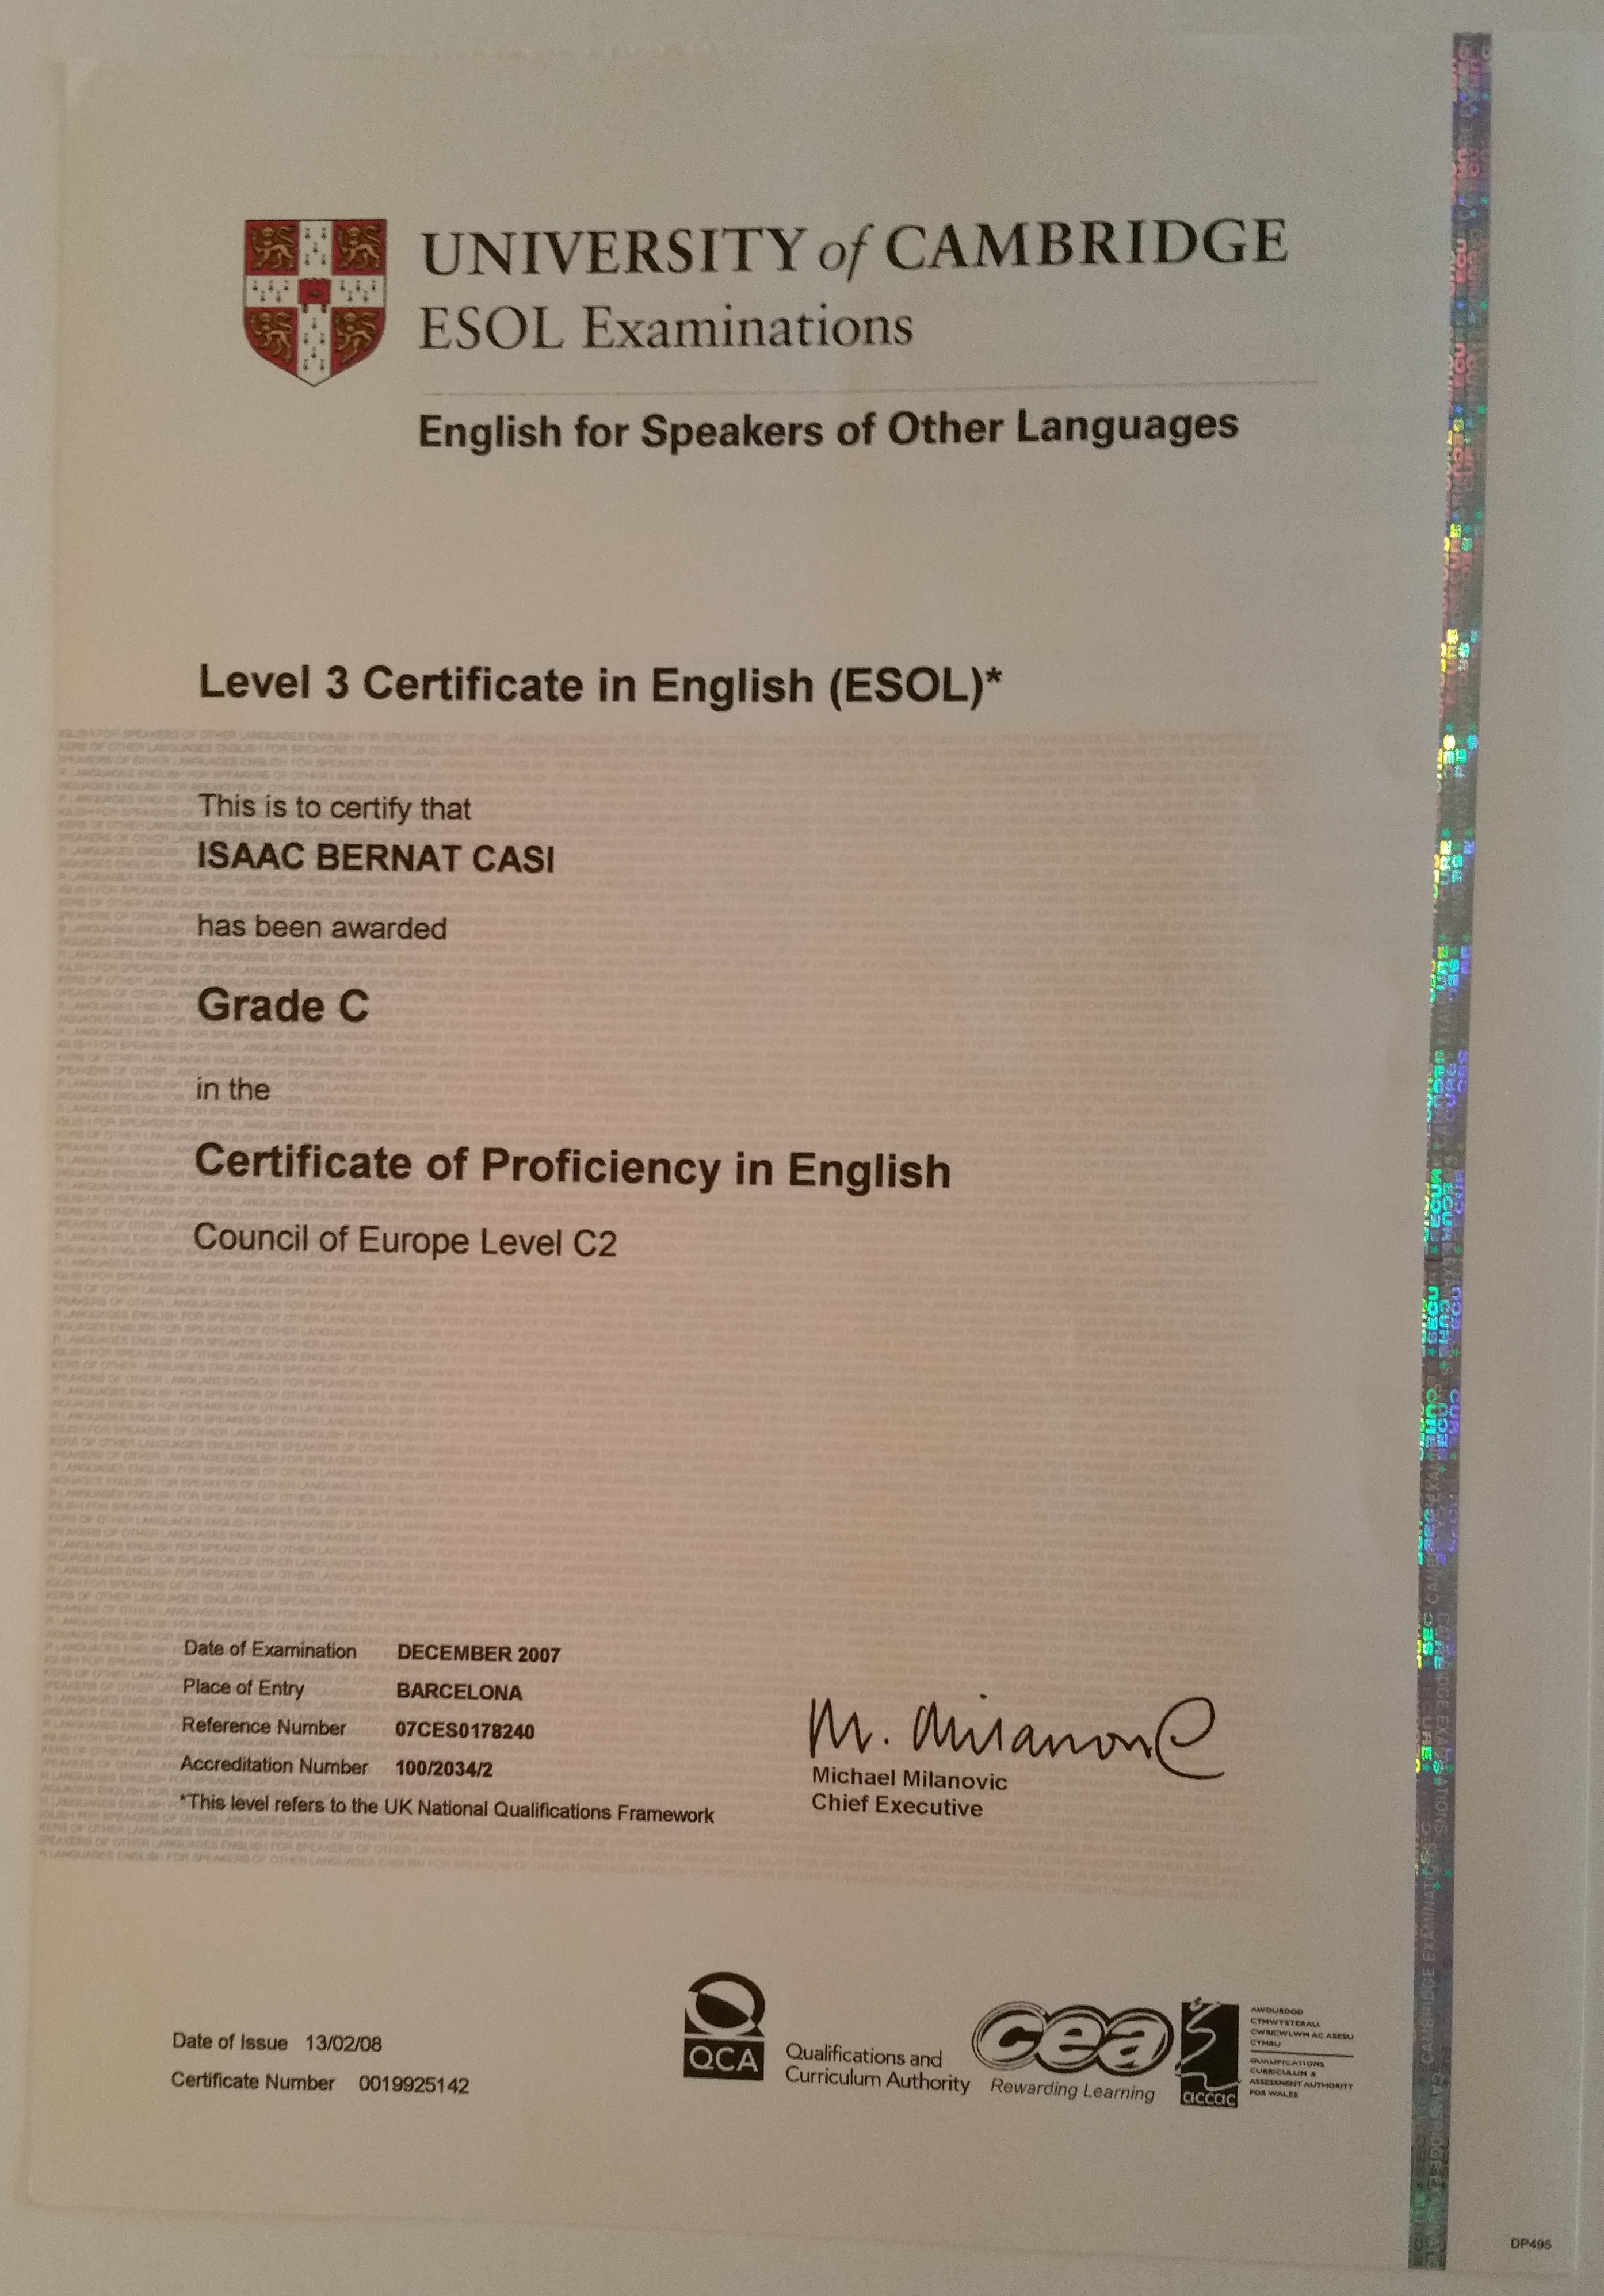 UNIVERSITY of CAMBRIDGE
ESOL Examinations
English for Speakers of Other Languages
Level 3 Certificate in English (ESOL)*
This is to certify that
ISAAC BERNAT CASI
has been awarded
Grade C
in the
Certificate of Proficiency in English
Council of Europe Level C2
Date of Examination DECEMBER 2007
Place of Entry BARCELONA
Reference Number 07CES0178240
Accreditation Number 100/2034/2
*This level refers to the UK National Qualifications Framework
M. Milanovic
Michael Milanovic
Chief Executive
Date of Issue 13/02/08
Certificate Number 0019925142
QCA
Qualifications and
Curriculum Authority
cea
Rewarding Learning
accac
AWDURDOD
CYMWYSTERAU,
CWRICWLWM AC ASESU
CYMRU
QUALIFICATIONS
CURRICULUM &
ASSESSMENT AUTHORITY
FOR WALES
DP495